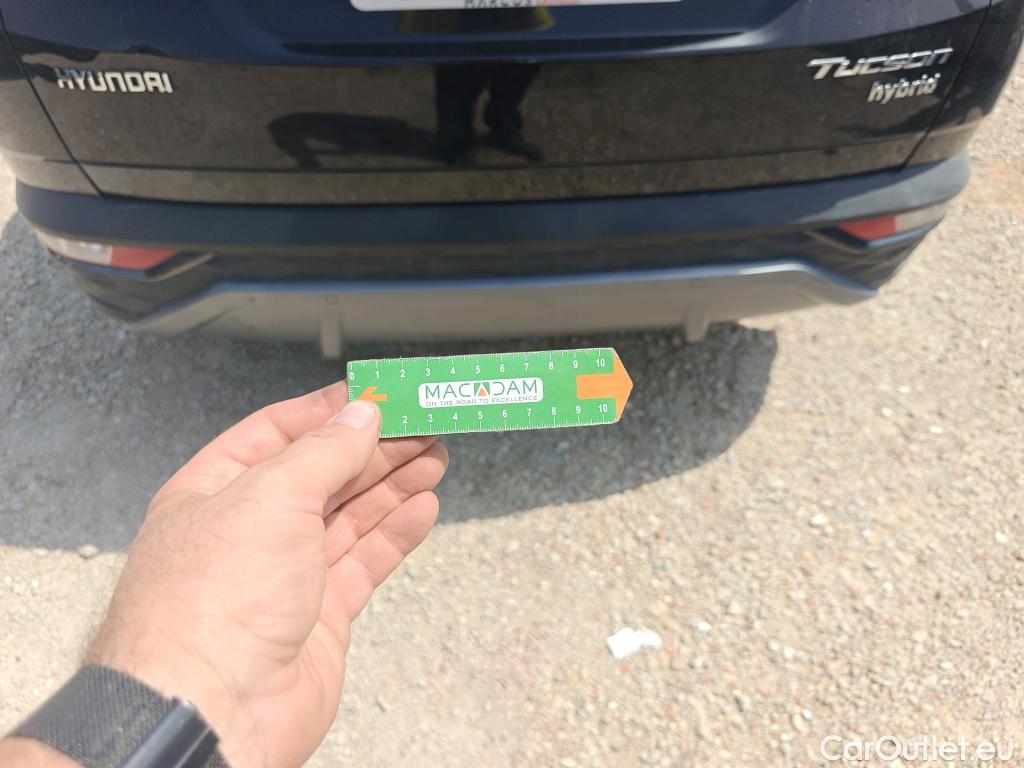 MARCOS
HYUNDAI
TUCSON
hybrid
0 1 2 3 4 5 6 7 8 9 10
MACADAM
ON THE ROAD TO EXCELLENCE
2 3 4 5 6 7 8 9 10
CarOutlet.eu